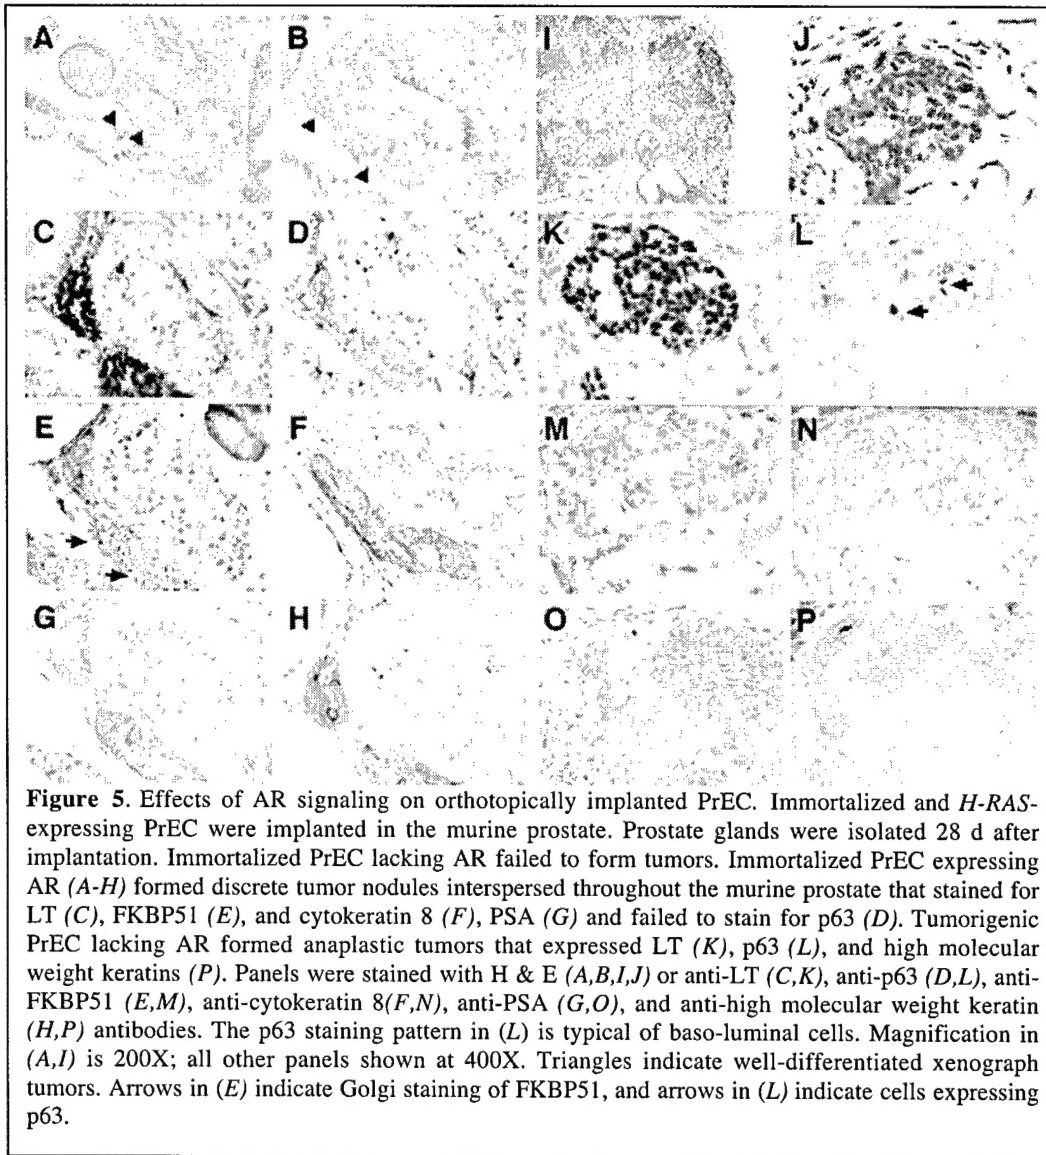 A
B
I
J
C
D
K
L
E
F
M
N
G
H
O
P
Figure 5. Effects of AR signaling on orthotopically implanted PrEC. Immortalized and H-RAS-
expressing PrEC were implanted in the murine prostate. Prostate glands were isolated 28 d after
implantation. Immortalized PrEC lacking AR failed to form tumors. Immortalized PrEC expressing
AR (A-H) formed discrete tumor nodules interspersed throughout the murine prostate that stained for
LT (C), FKBP51 (E), and cytokeratin 8 (F), PSA (G) and failed to stain for p63 (D). Tumorigenic
PrEC lacking AR formed anaplastic tumors that expressed LT (K), p63 (L), and high molecular
weight keratins (P). Panels were stained with H & E (A,B,I,J) or anti-LT (C,K), anti-p63 (D,L), anti-
FKBP51 (E,M), anti-cytokeratin 8(F,N), anti-PSA (G,O), and anti-high molecular weight keratin
(H,P) antibodies. The p63 staining pattern in (L) is typical of baso-luminal cells. Magnification in
(A,I) is 200X; all other panels shown at 400X. Triangles indicate well-differentiated xenograph
tumors. Arrows in (E) indicate Golgi staining of FKBP51, and arrows in (L) indicate cells expressing
p63.